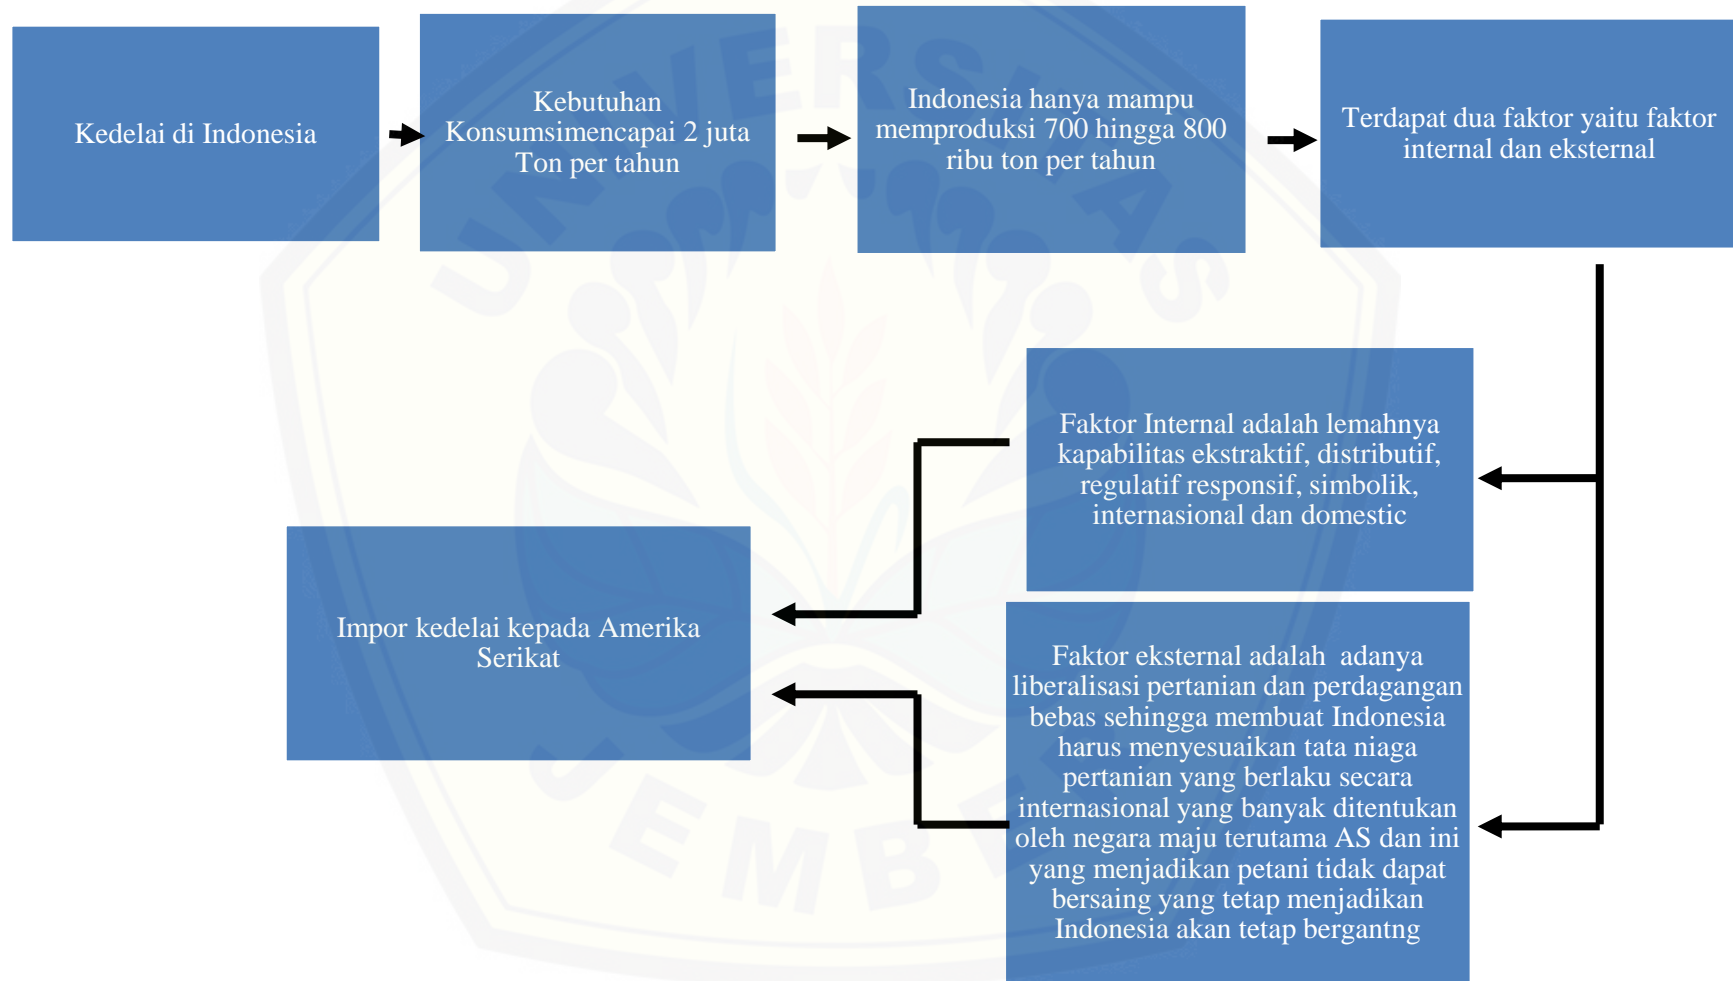 Kedelai di Indonesia
Kebutuhan
Konsumsimencapai 2 juta
Ton per tahun
Indonesia hanya mampu
memproduksi 700 hingga 800
ribu ton per tahun
Terdapat dua faktor yaitu faktor
internal dan eksternal
Faktor Internal adalah lemahnya
kapabilitas ekstraktif, distributif,
regulatif responsif, simbolik,
internasional dan domestic
Impor kedelai kepada Amerika
Serikat
Faktor eksternal adalah  adanya
liberalisasi pertanian dan perdagangan
bebas sehingga membuat Indonesia
harus menyesuaikan tata niaga
pertanian yang berlaku secara
internasional yang banyak ditentukan
oleh negara maju terutama AS dan ini
yang menjadikan petani tidak dapat
bersaing yang tetap menjadikan
Indonesia akan tetap bergantng
UNIVERSITAS
JEMBER